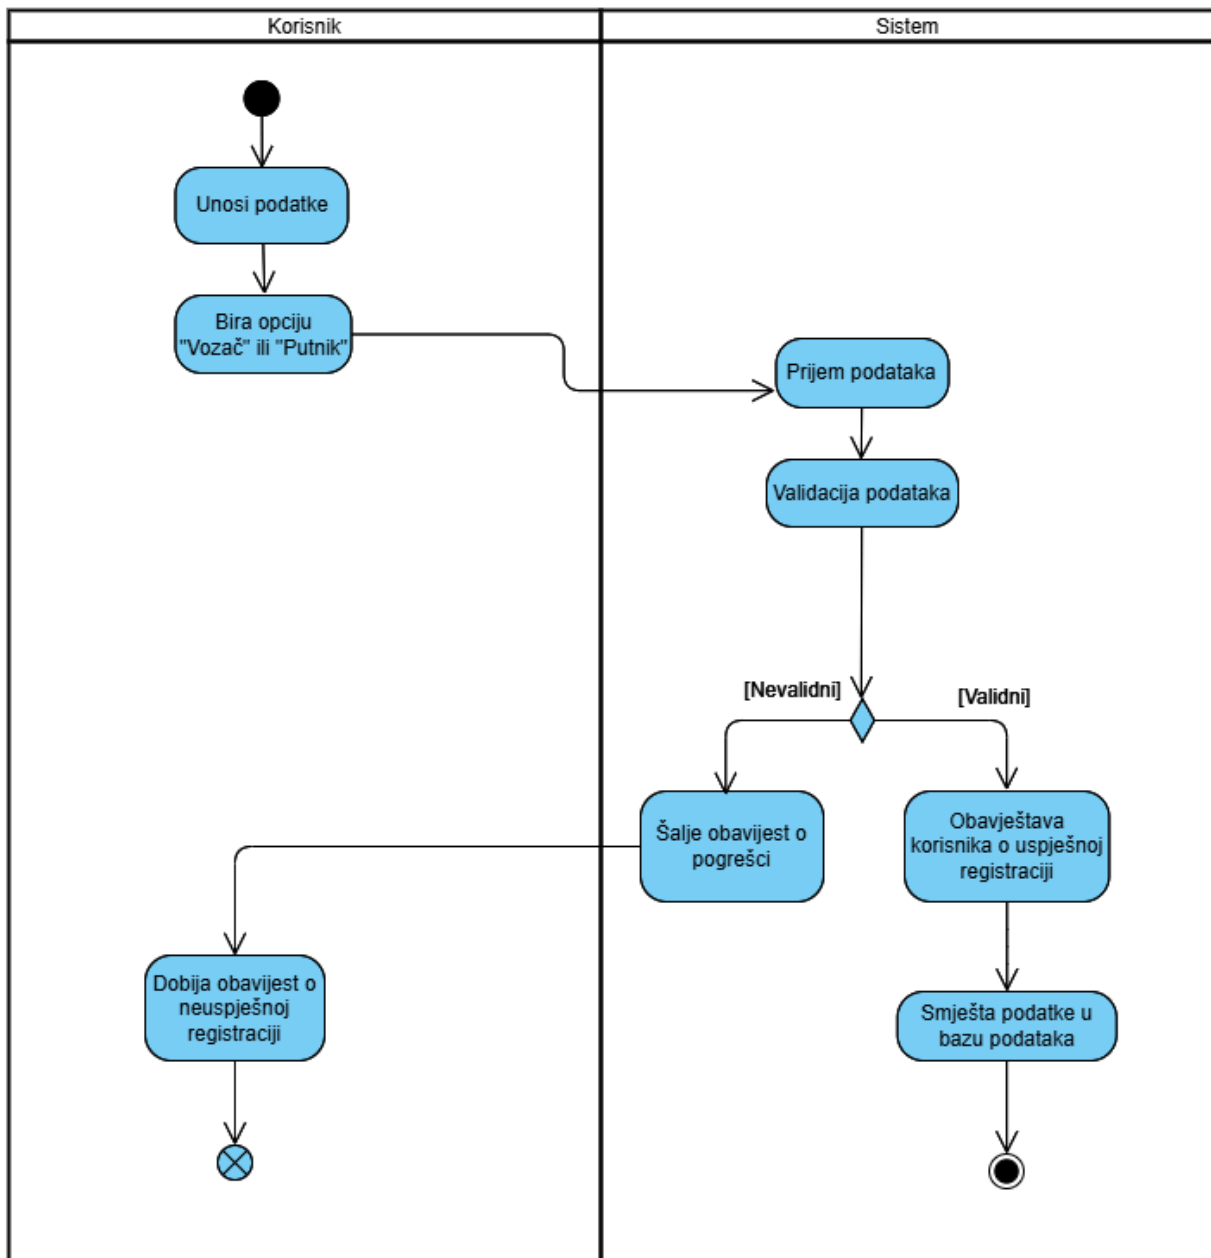 Korisnik
Sistem
Unosi podatke
Bira opciju
"Vozač" ili "Putnik"
Prijem podataka
Validacija podataka
[Nevalidni]
[Validni]
Šalje obavijest o
pogrešci
Obavještava
korisnika o uspješnoj
registraciji
Dobija obavijest o
neuspješnoj
registraciji
Smješta podatke u
bazu podataka